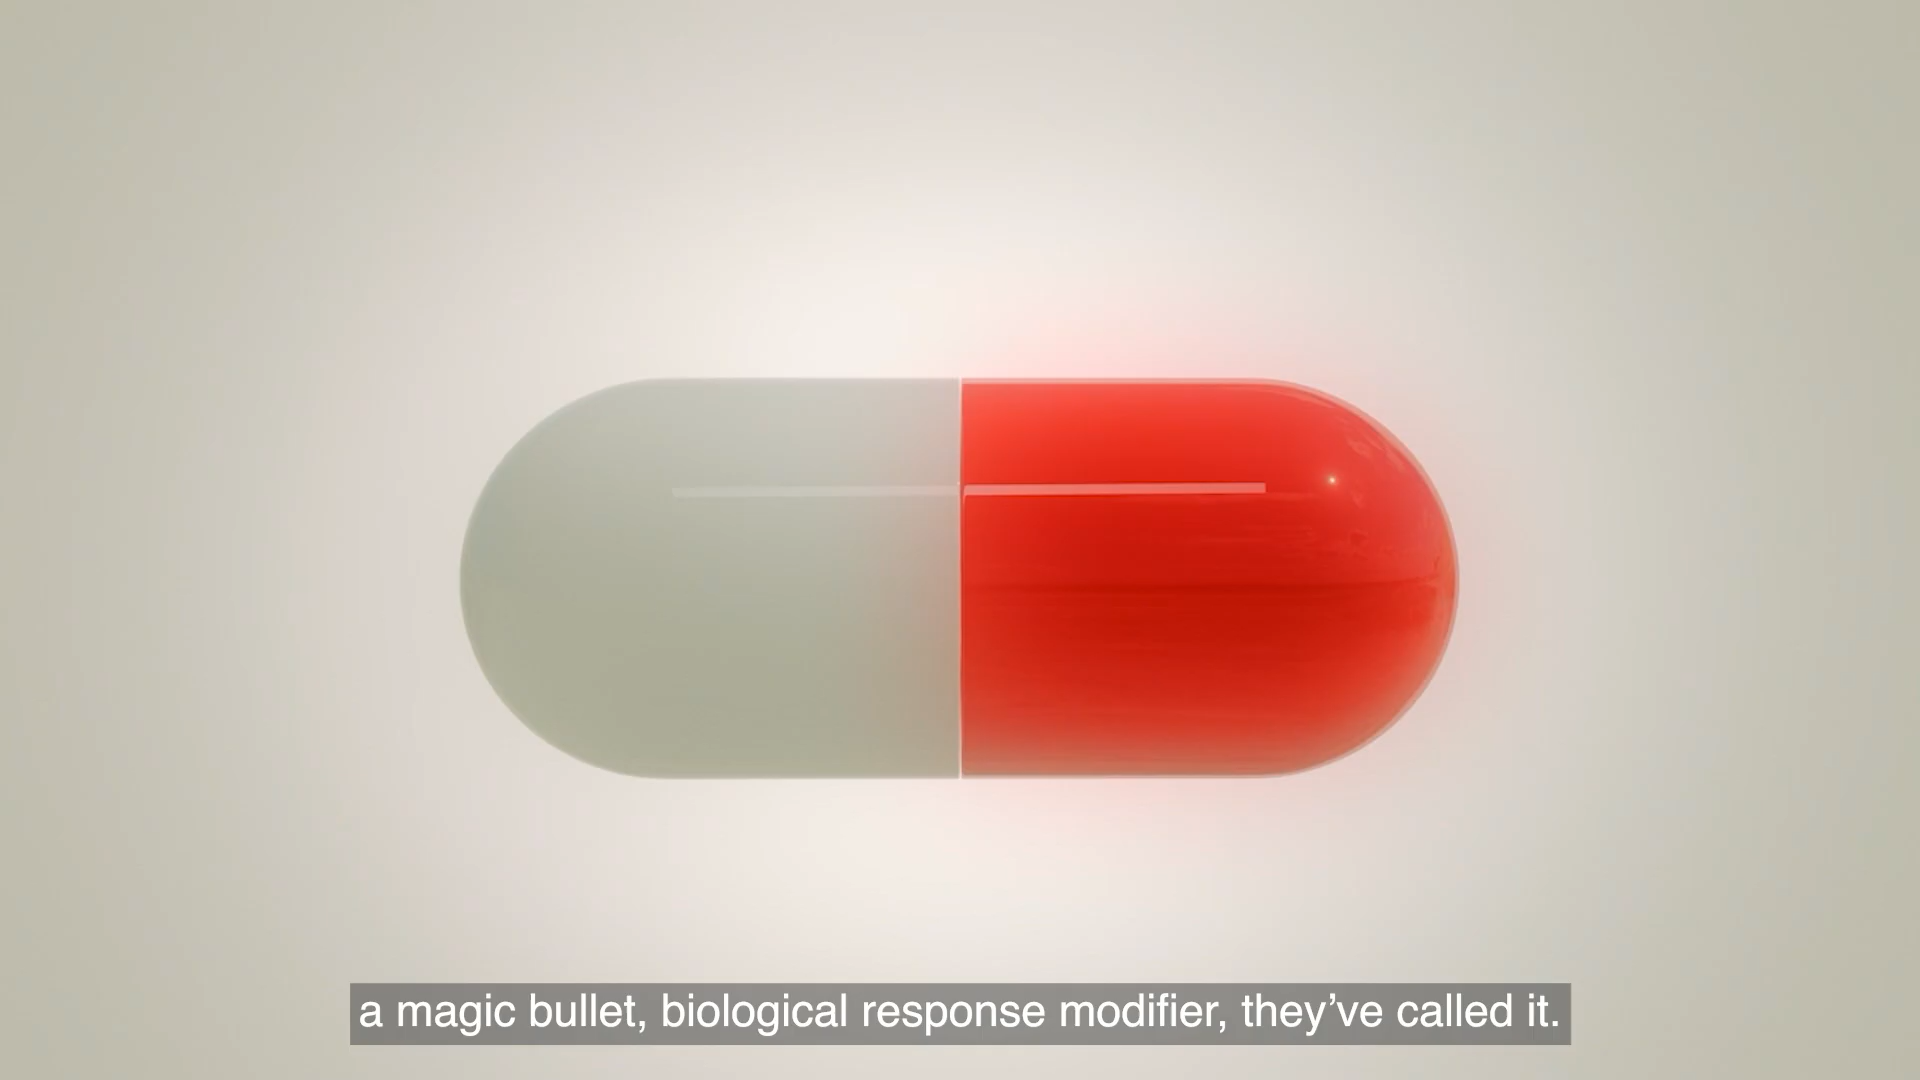 a magic bullet, biological response modifier, they’ve called it.